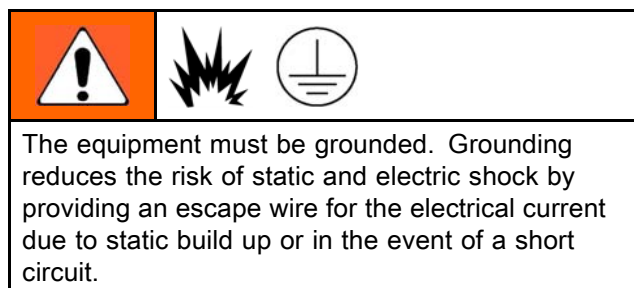 The equipment must be grounded. Grounding
reduces the risk of static and electric shock by
providing an escape wire for the electrical current
due to static build up or in the event of a short
circuit.